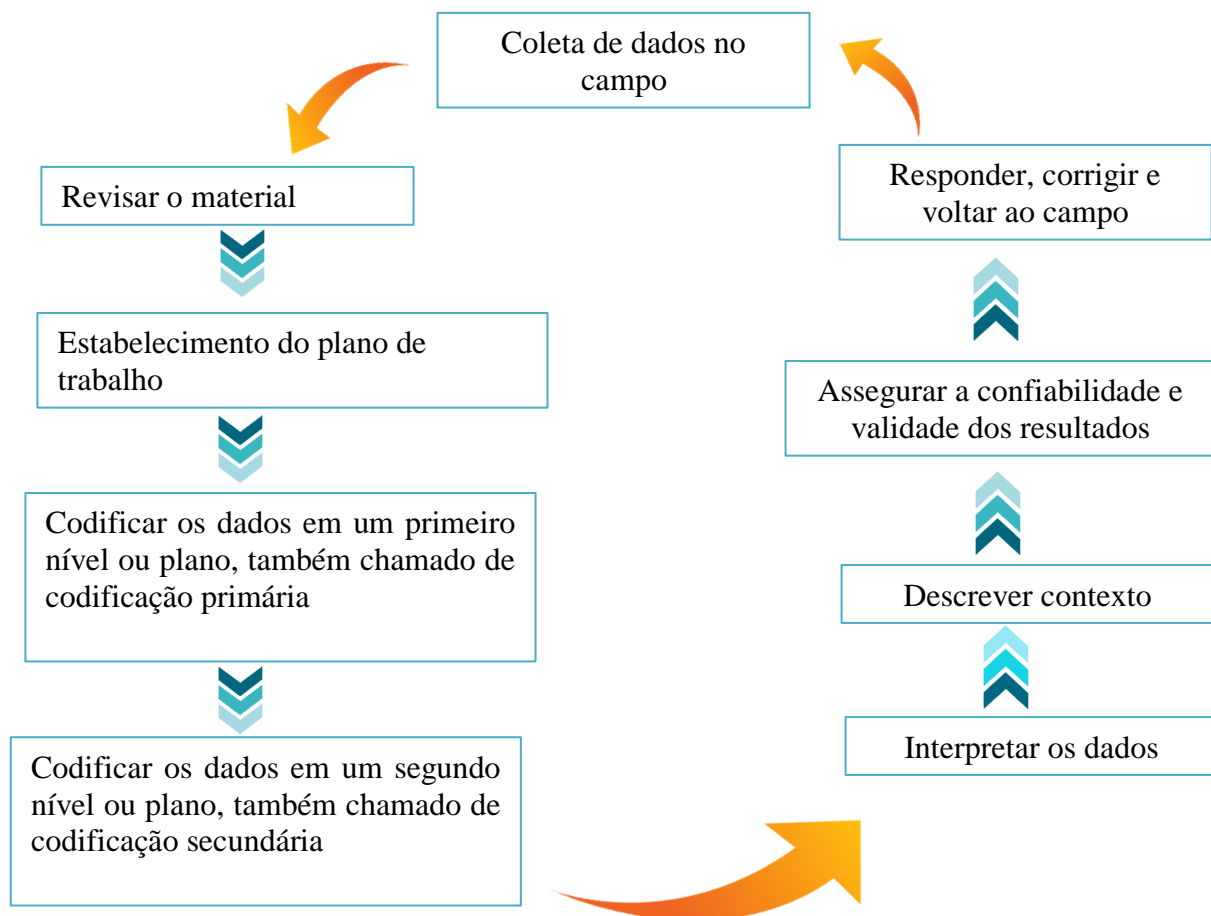 Coleta de dados no
campo
Revisar o material
Estabelecimento do plano de
trabalho
Codificar os dados em um primeiro
nível ou plano, também chamado de
codificação primária
Codificar os dados em um segundo
nível ou plano, também chamado de
codificação secundária
Interpretar os dados
Descrever contexto
Assegurar a confiabilidade e
validade dos resultados
Responder, corrigir e
voltar ao campo